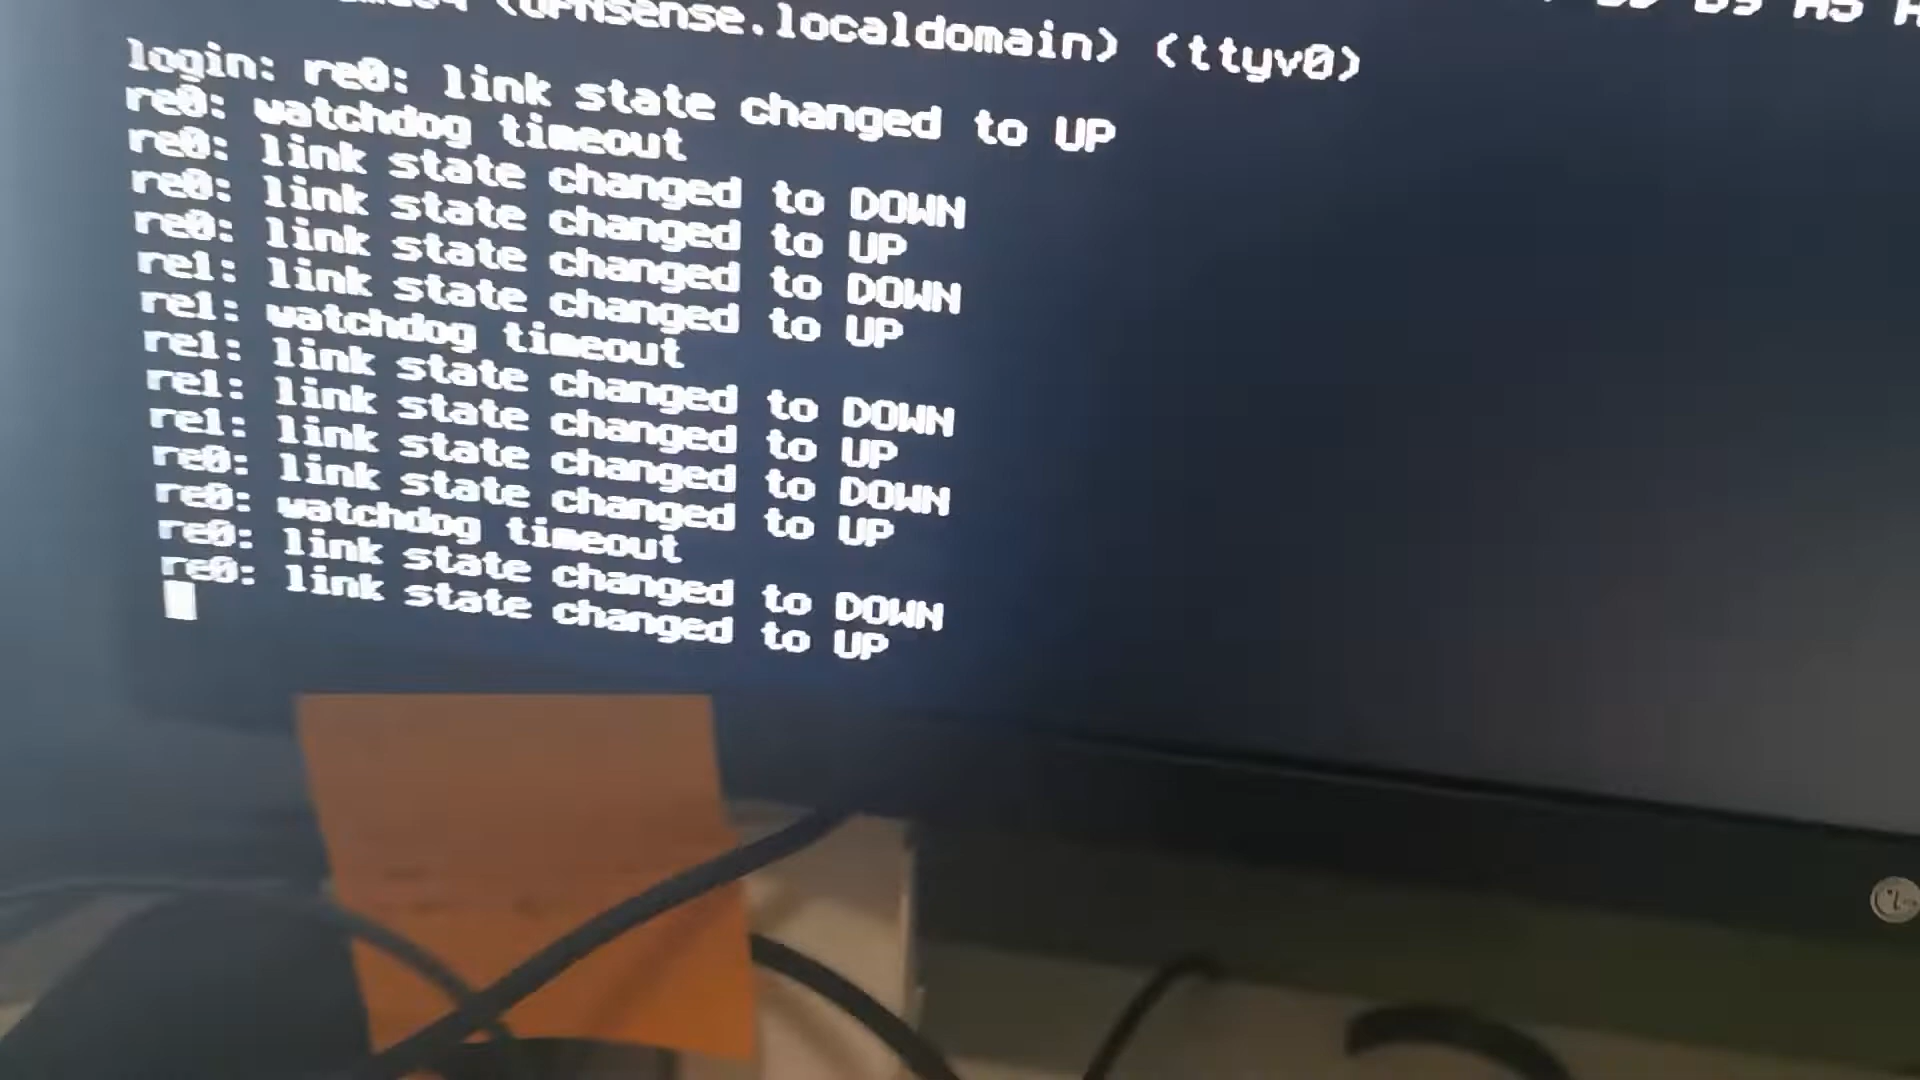 (OPNsense.localdomain) (ttyv0)
login: re0: link state changed to UP
re0: watchdog timeout
re0: link state changed to DOWN
re0: link state changed to UP
re0: link state changed to DOWN
re1: link state changed to UP
re1: watchdog timeout
re1: link state changed to DOWN
re1: link state changed to UP
re1: link state changed to DOWN
re0: link state changed to UP
re0: watchdog timeout
re0: link state changed to DOWN
re0: link state changed to UP